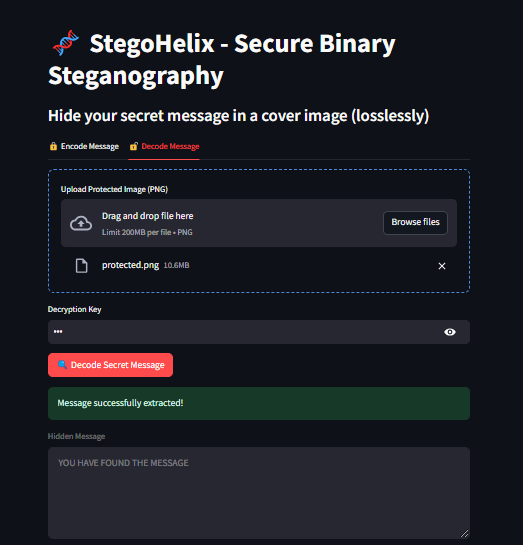 🧬 StegoHelix - Secure Binary
Steganography
Hide your secret message in a cover image (losslessly)
🔒 Encode Message 🔓 Decode Message
Upload Protected Image (PNG)
Drag and drop file here
Limit 200MB per file • PNG
Browse files
protected.png 10.6MB
Decryption Key
•••
🔍 Decode Secret Message
Message successfully extracted!
Hidden Message
YOU HAVE FOUND THE MESSAGE